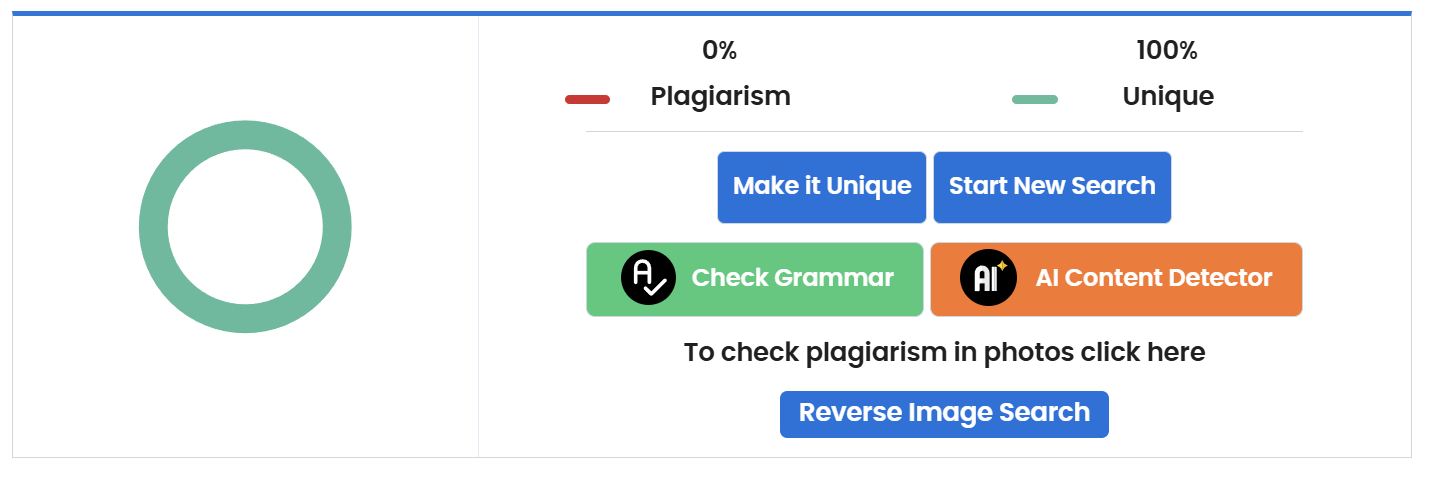 0% 100%
Plagiarism Unique
Make it Unique Start New Search
A Check Grammar AI AI Content Detector
To check plagiarism in photos click here
Reverse Image Search